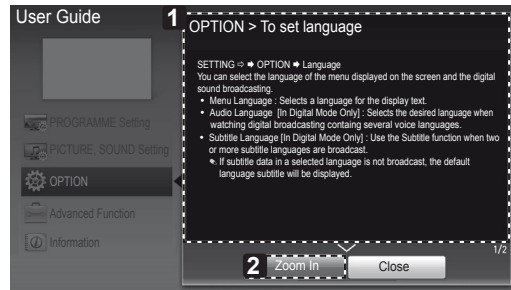 User Guide
PROGRAMME Setting
PICTURE, SOUND Setting
OPTION
Advanced Function
Information
1
OPTION > To set language
SETTING ⇨ ➡ OPTION ➡ Language
You can select the language of the menu displayed on the screen and the digital
sound broadcasting.
• Menu Language : Selects a language for the display text.
• Audio Language [In Digital Mode Only] : Selects the desired language when
watching digital broadcasting containg several voice languages.
• Subtitle Language [In Digital Mode Only] : Use the Subtitle function when two
or more subtitle languages are broadcast.
If subtitle data in a selected language is not broadcast, the default
language subtitle will be displayed.
1/2
2 Zoom In
Close